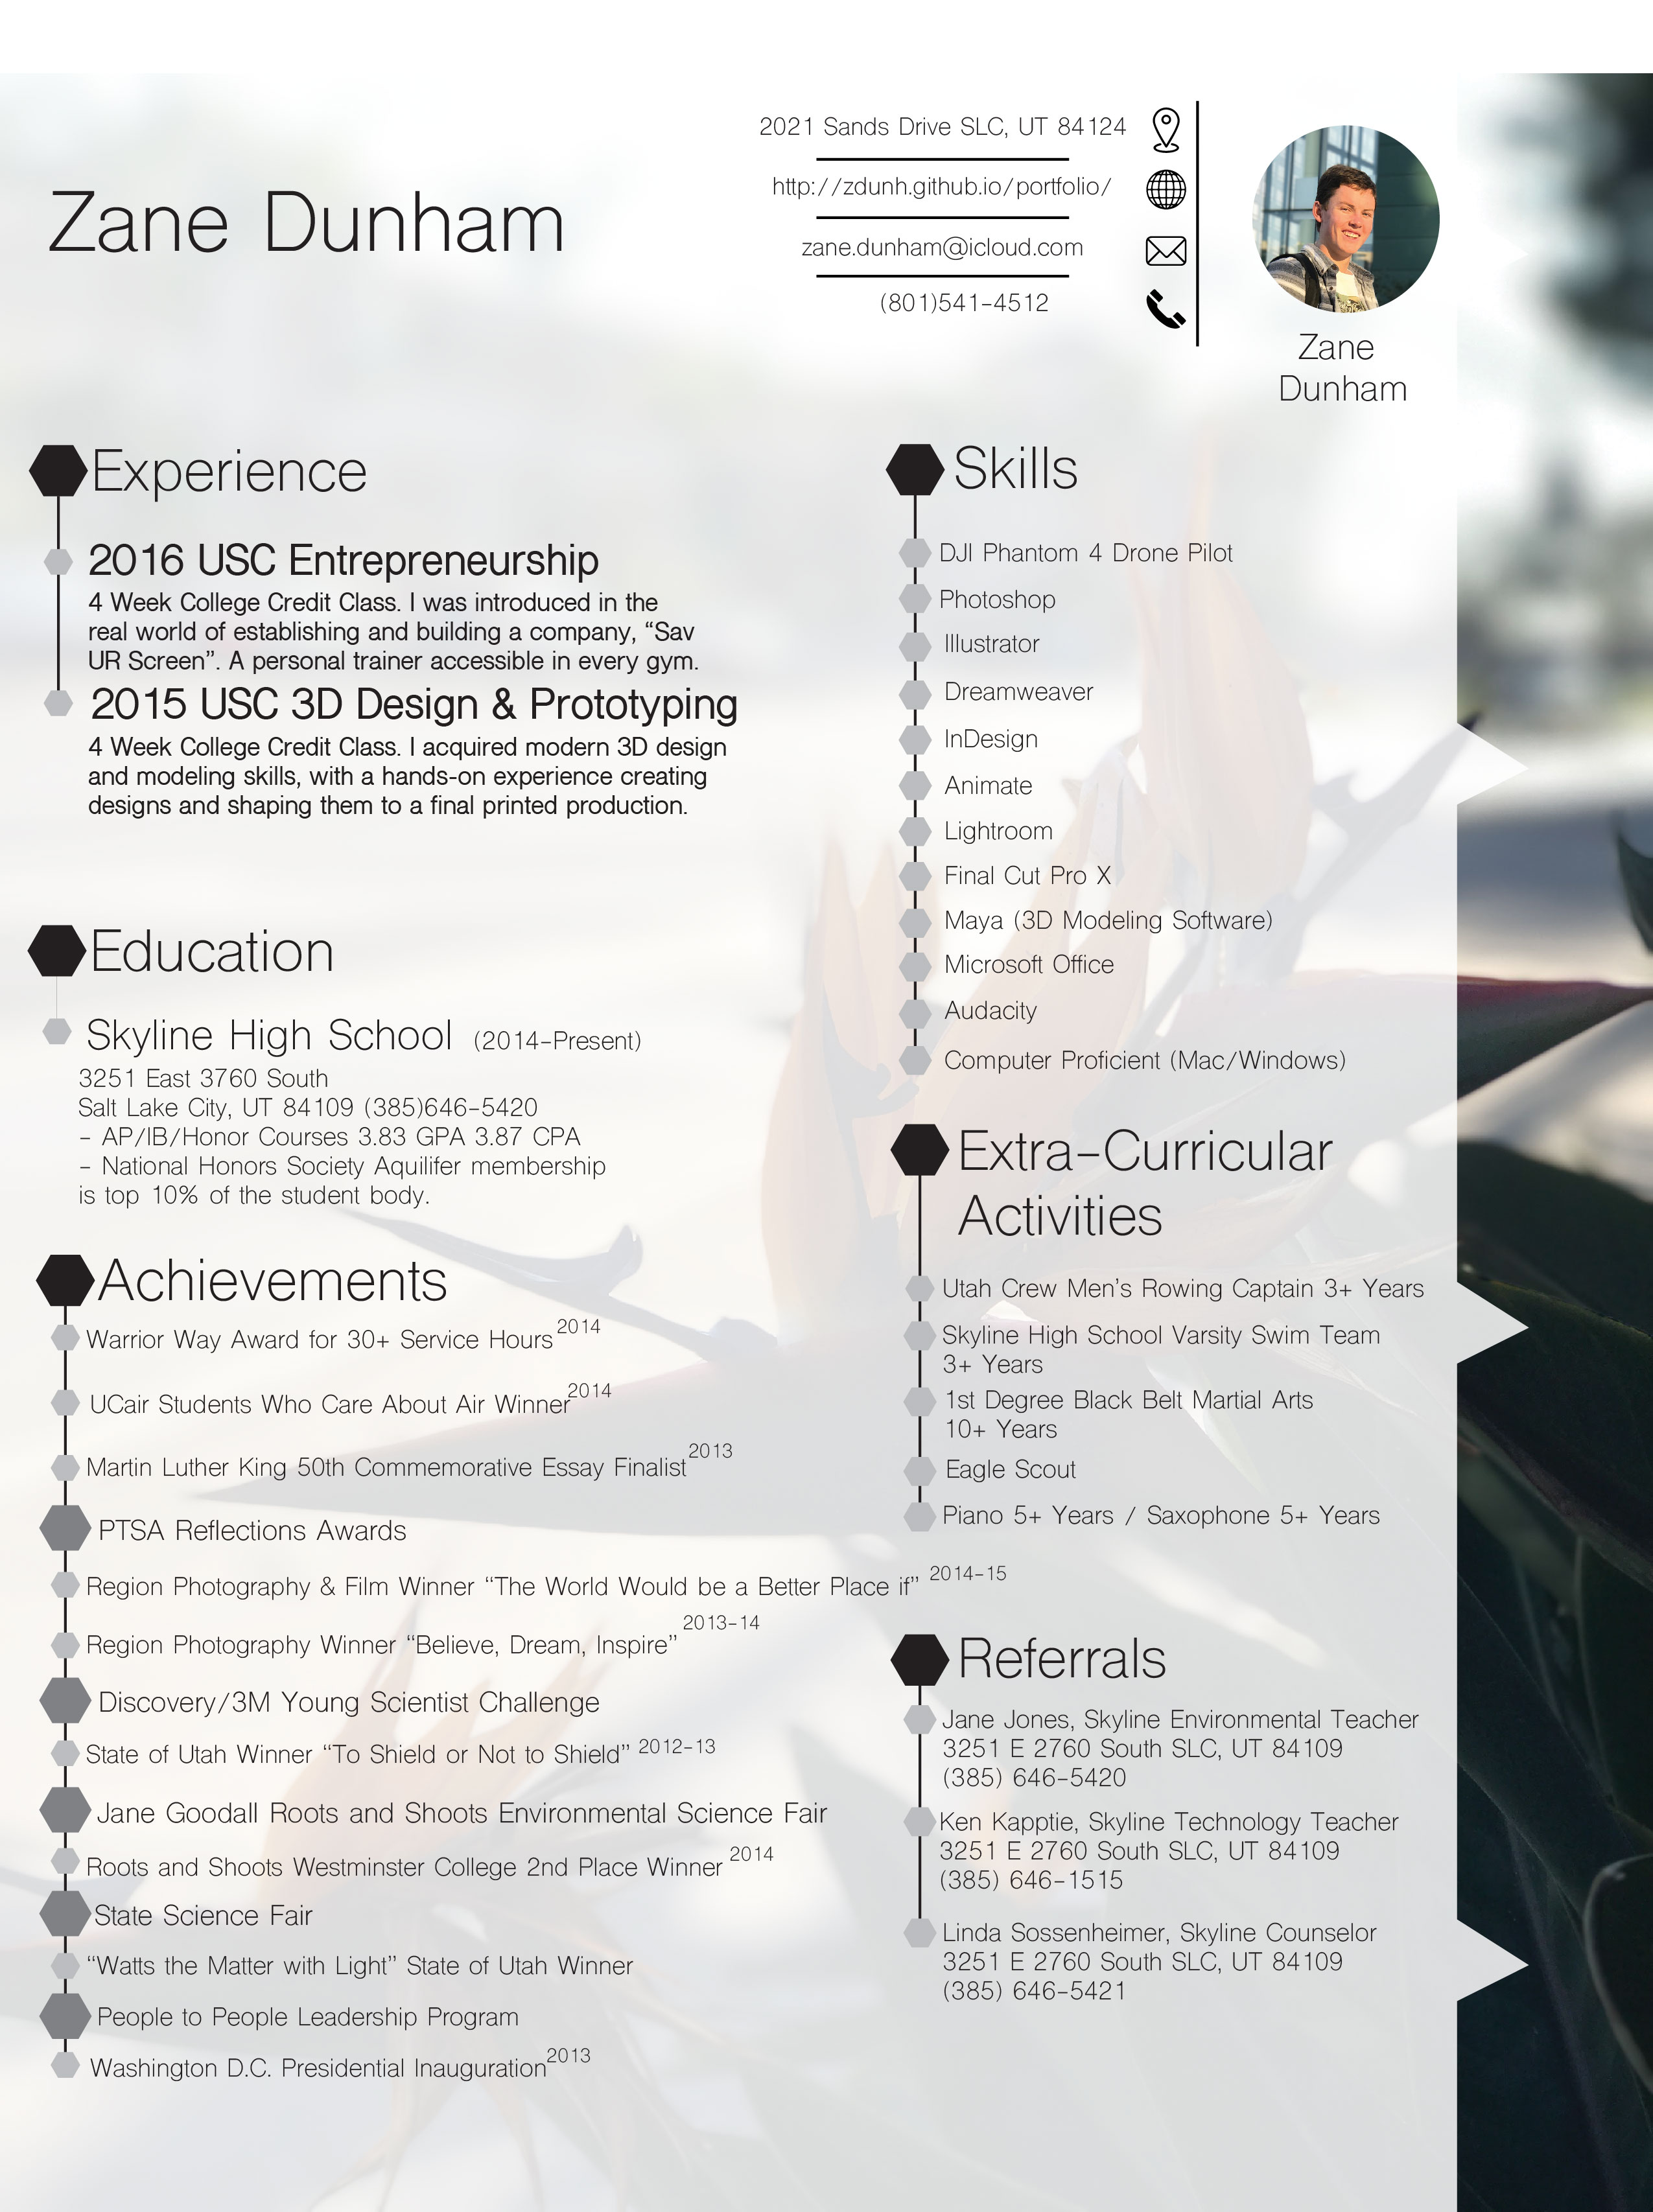 Zane Dunham
2021 Sands Drive SLC, UT 84124
http://zdunh.github.io/portfolio/
zane.dunham@icloud.com
(801)541-4512
Zane
Dunham
Experience
2016 USC Entrepreneurship
4 Week College Credit Class. I was introduced in the
real world of establishing and building a company, “Sav
UR Screen”. A personal trainer accessible in every gym.
2015 USC 3D Design & Prototyping
4 Week College Credit Class. I acquired modern 3D design
and modeling skills, with a hands-on experience creating
designs and shaping them to a final printed production.
Education
Skyline High School (2014-Present)
3251 East 3760 South
Salt Lake City, UT 84109 (385)646-5420
- AP/IB/Honor Courses 3.83 GPA 3.87 CPA
- National Honors Society Aquilifer membership
is top 10% of the student body.
Achievements
Warrior Way Award for 30+ Service Hours 2014
UCair Students Who Care About Air Winner 2014
Martin Luther King 50th Commemorative Essay Finalist 2013
PTSA Reflections Awards
Region Photography & Film Winner “The World Would be a Better Place if” 2014-15
Region Photography Winner “Believe, Dream, Inspire” 2013-14
Discovery/3M Young Scientist Challenge
State of Utah Winner “To Shield or Not to Shield” 2012-13
Jane Goodall Roots and Shoots Environmental Science Fair
Roots and Shoots Westminster College 2nd Place Winner 2014
State Science Fair
“Watts the Matter with Light” State of Utah Winner
People to People Leadership Program
Washington D.C. Presidential Inauguration 2013
Skills
DJI Phantom 4 Drone Pilot
Photoshop
Illustrator
Dreamweaver
InDesign
Animate
Lightroom
Final Cut Pro X
Maya (3D Modeling Software)
Microsoft Office
Audacity
Computer Proficient (Mac/Windows)
Extra-Curricular
Activities
Utah Crew Men’s Rowing Captain 3+ Years
Skyline High School Varsity Swim Team
3+ Years
1st Degree Black Belt Martial Arts
10+ Years
Eagle Scout
Piano 5+ Years / Saxophone 5+ Years
Referrals
Jane Jones, Skyline Environmental Teacher
3251 E 2760 South SLC, UT 84109
(385) 646-5420
Ken Kapptie, Skyline Technology Teacher
3251 E 2760 South SLC, UT 84109
(385) 646-1515
Linda Sossenheimer, Skyline Counselor
3251 E 2760 South SLC, UT 84109
(385) 646-5421